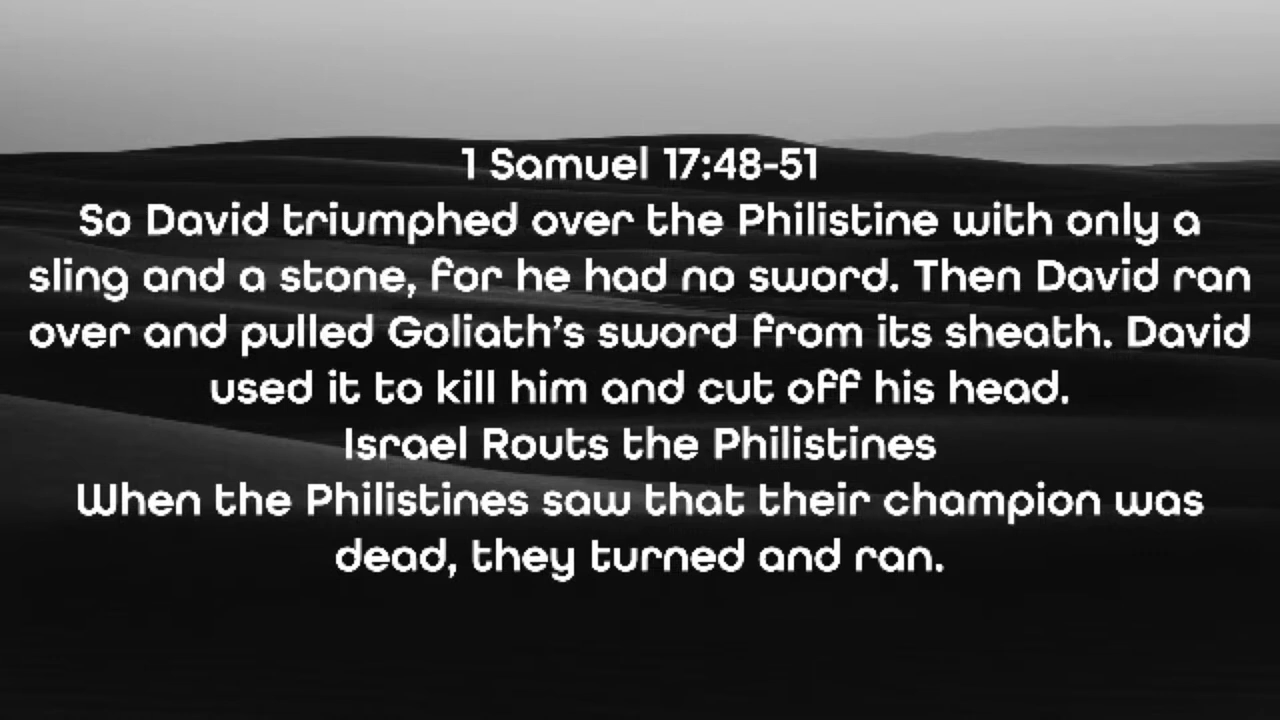 1 Samuel 17:48-51
So David triumphed over the Philistine with only a
sling and a stone, for he had no sword. Then David ran
over and pulled Goliath's sword from its sheath. David
used it to kill him and cut off his head.
Israel Routs the Philistines
When the Philistines saw that their champion was
dead, they turned and ran.